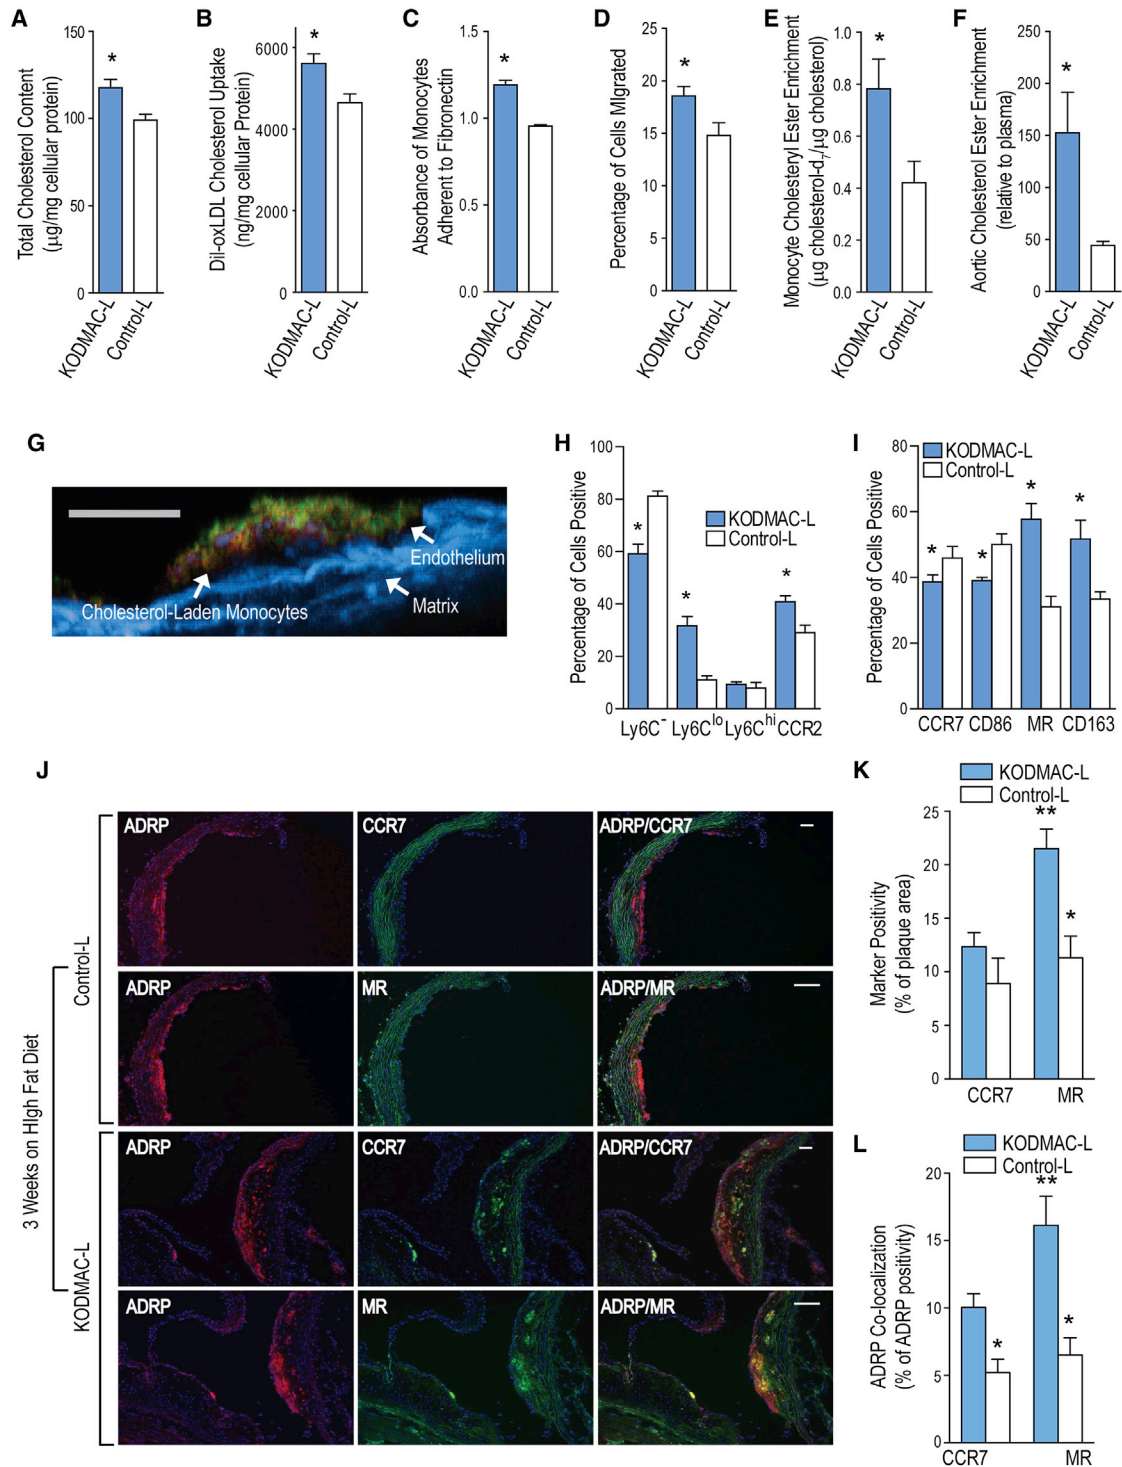 A
Total Cholesterol Content
(μg/mg cellular protein)
150
100
50
0
*
KODMAC-L
Control-L
B
Dil-oxLDL Cholesterol Uptake
(ng/mg cellular Protein)
6000
4000
2000
0
*
KODMAC-L
Control-L
C
Absorbance of Monocytes
Adherent to Fibronectin
1.5
1.0
0.5
0.0
*
KODMAC-L
Control-L
D
Percentage of Cells MIgrated
25
20
15
10
5
0
*
KODMAC-L
Control-L
E
Monocyte Cholesteryl Ester Enrichment
(μg cholesterol-d7/μg cholesterol)
1.0
0.8
0.6
0.4
0.2
0.0
*
KODMAC-L
Control-L
F
Aortic Cholesterol Ester Enrichment
(relative to plasma)
250
200
150
100
50
0
*
KODMAC-L
Control-L
G
Endothelium
Cholesterol-Laden Monocytes
Matrix
H
Percentage of Cells Positive
100
80
60
40
20
0
KODMAC-L
Control-L
*
*
*
Ly6C⁻ Ly6Cˡᵒ Ly6Cʰⁱ CCR2
I
Percentage of Cells Positive
80
60
40
20
0
KODMAC-L
Control-L
*
*
*
*
CCR7 CD86 MR CD163
J
3 Weeks on HIgh Fat Diet
Control-L
ADRP CCR7 ADRP/CCR7
ADRP MR ADRP/MR
KODMAC-L
ADRP CCR7 ADRP/CCR7
ADRP MR ADRP/MR
K
KODMAC-L
Control-L
Marker Positivity
(% of plaque area)
25
20
15
10
5
0
**
*
CCR7 MR
L
KODMAC-L
Control-L
ADRP Co-localization
(% of ADRP positivity)
20
15
10
5
0
**
*
*
CCR7 MR